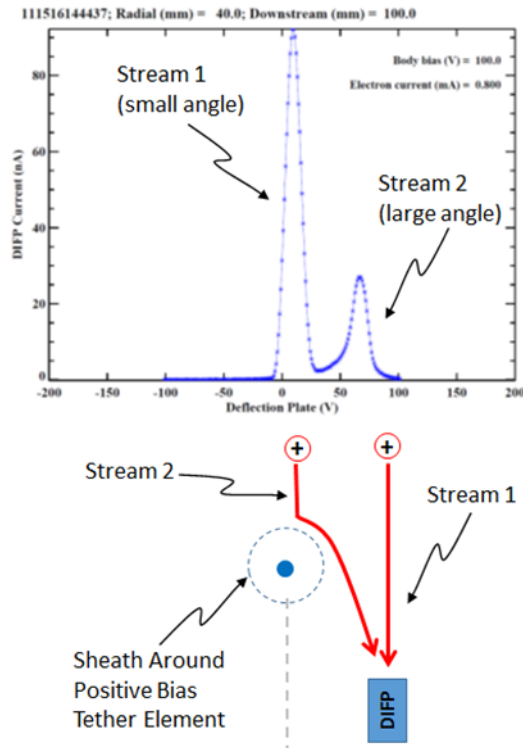 111516144437; Radial (mm) = 40.0; Downstream (mm) = 100.0
Body bias (V) = 100.0
Electron current (mA) = 0.800
Stream 1
(small angle)
Stream 2
(large angle)
80
60
40
20
0
DIFP Current (nA)
-200 -150 -100 -50 0 50 100 150 200
Deflection Plate (V)
+ +
Stream 2
Stream 1
Sheath Around
Positive Bias
Tether Element
DIFP